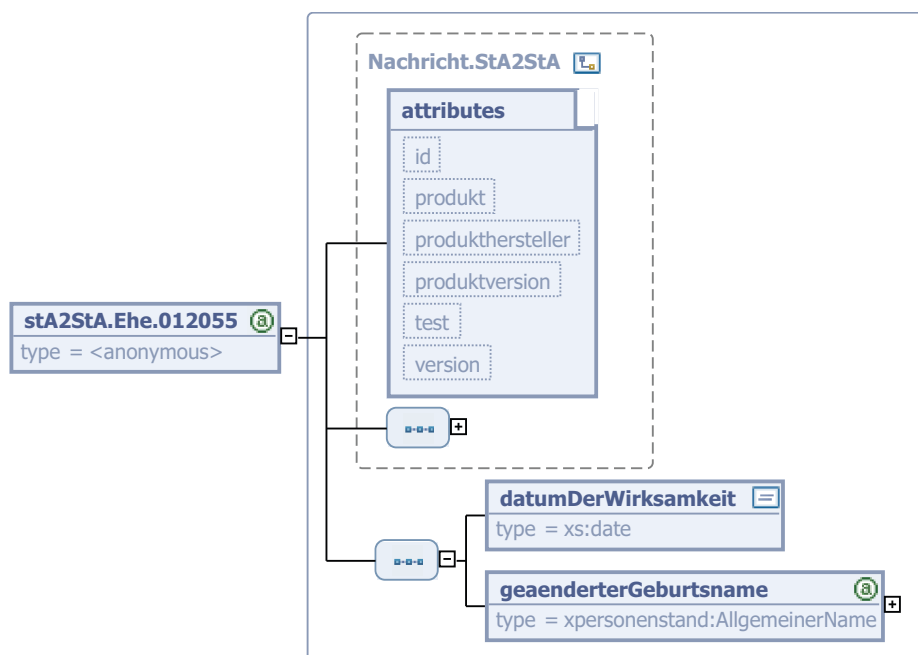 Nachricht.StA2StA
attributes
id
produkt
produkthersteller
produktversion
test
version
stA2StA.Ehe.012055
type = <anonymous>
datumDerWirksamkeit
type = xs:date
geaenderterGeburtsname
type = xpersonenstand:AllgemeinerName